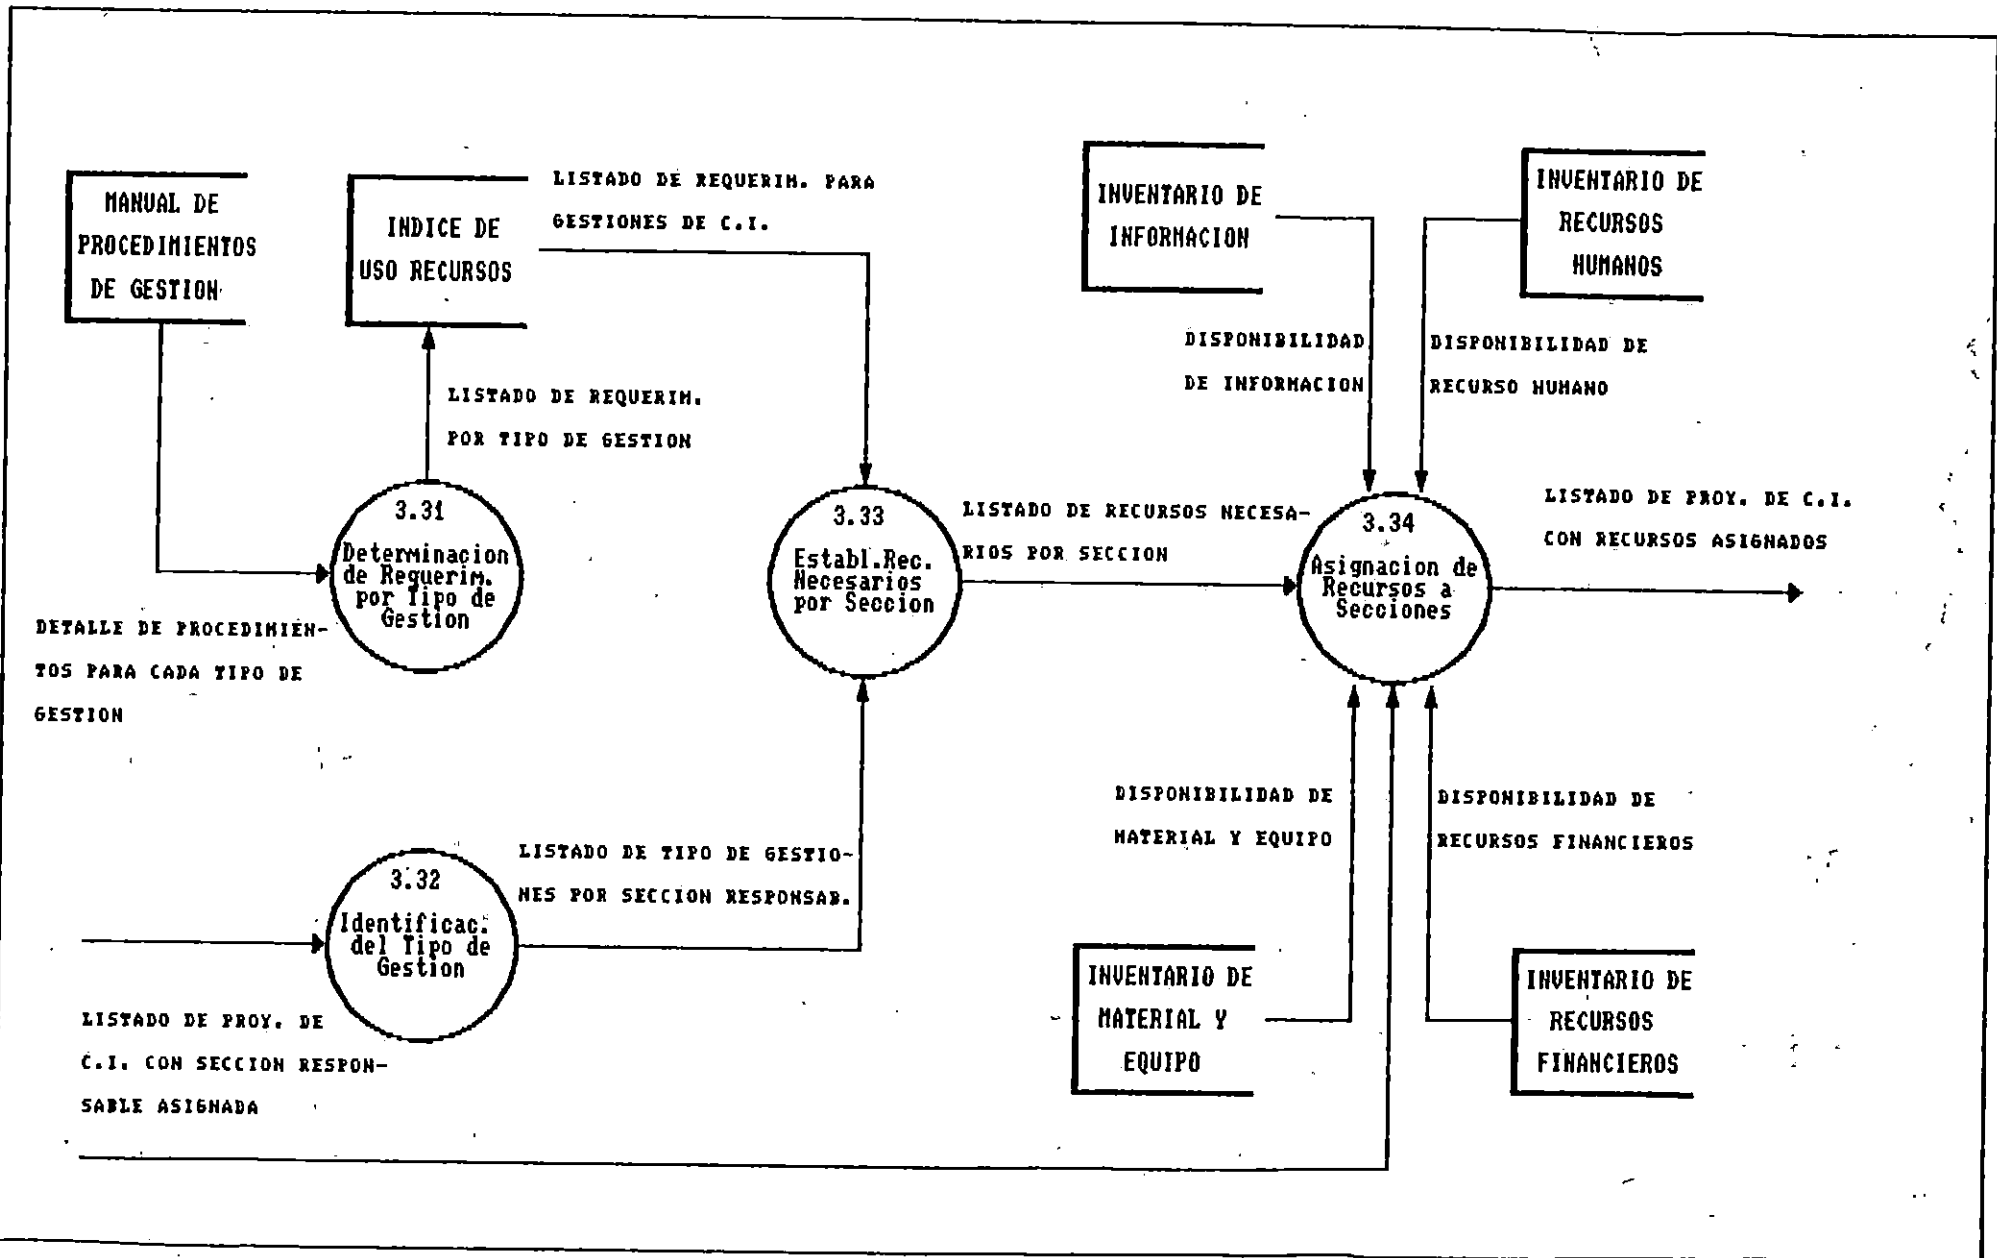 MANUAL DE
PROCEDIMIENTOS
DE GESTION
INDICE DE
USO RECURSOS
LISTADO DE REQUERIM. PARA
GESTIONES DE C.I.
INVENTARIO DE
INFORMACION
INVENTARIO DE
RECURSOS
HUMANOS
DISPONIBILIDAD
DE INFORMACION
DISPONIBILIDAD DE
RECURSO HUMANO
LISTADO DE REQUERIM.
POR TIPO DE GESTION
3.31
Determinacion
de Requerim.
por Tipo de
Gestion
3.33
Establ.Rec.
Necesarios
por Seccion
LISTADO DE RECURSOS NECESA-
RIOS POR SECCION
3.34
Asignacion de
Recursos a
Secciones
LISTADO DE PROY. DE C.I.
CON RECURSOS ASIGNADOS
DETALLE DE PROCEDIMIEN-
TOS PARA CADA TIPO DE
GESTION
DISPONIBILIDAD DE
MATERIAL Y EQUIPO
DISPONIBILIDAD DE
RECURSOS FINANCIEROS
LISTADO DE TIPO DE GESTIO-
NES POR SECCION RESPONSAB.
3.32
Identificac.
del Tipo de
Gestion
LISTADO DE PROY. DE
C.I. CON SECCION RESPON-
SABLE ASIGNADA
INVENTARIO DE
MATERIAL Y
EQUIPO
INVENTARIO DE
RECURSOS
FINANCIEROS